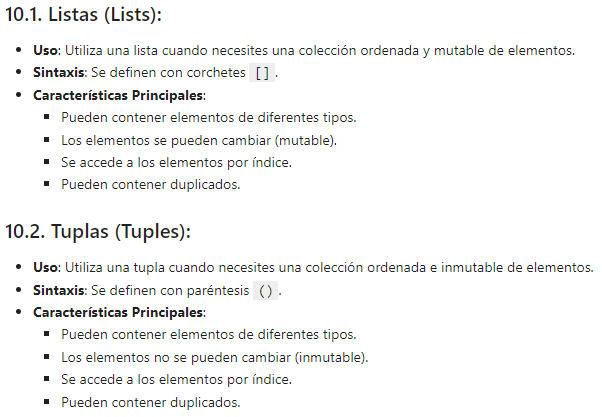 10.1. Listas (Lists):
• Uso: Utiliza una lista cuando necesites una colección ordenada y mutable de elementos.
• Sintaxis: Se definen con corchetes [].
• Características Principales:
▪ Pueden contener elementos de diferentes tipos.
▪ Los elementos se pueden cambiar (mutable).
▪ Se accede a los elementos por índice.
▪ Pueden contener duplicados.
10.2. Tuplas (Tuples):
• Uso: Utiliza una tupla cuando necesites una colección ordenada e inmutable de elementos.
• Sintaxis: Se definen con paréntesis ().
• Características Principales:
▪ Pueden contener elementos de diferentes tipos.
▪ Los elementos no se pueden cambiar (inmutable).
▪ Se accede a los elementos por índice.
▪ Pueden contener duplicados.